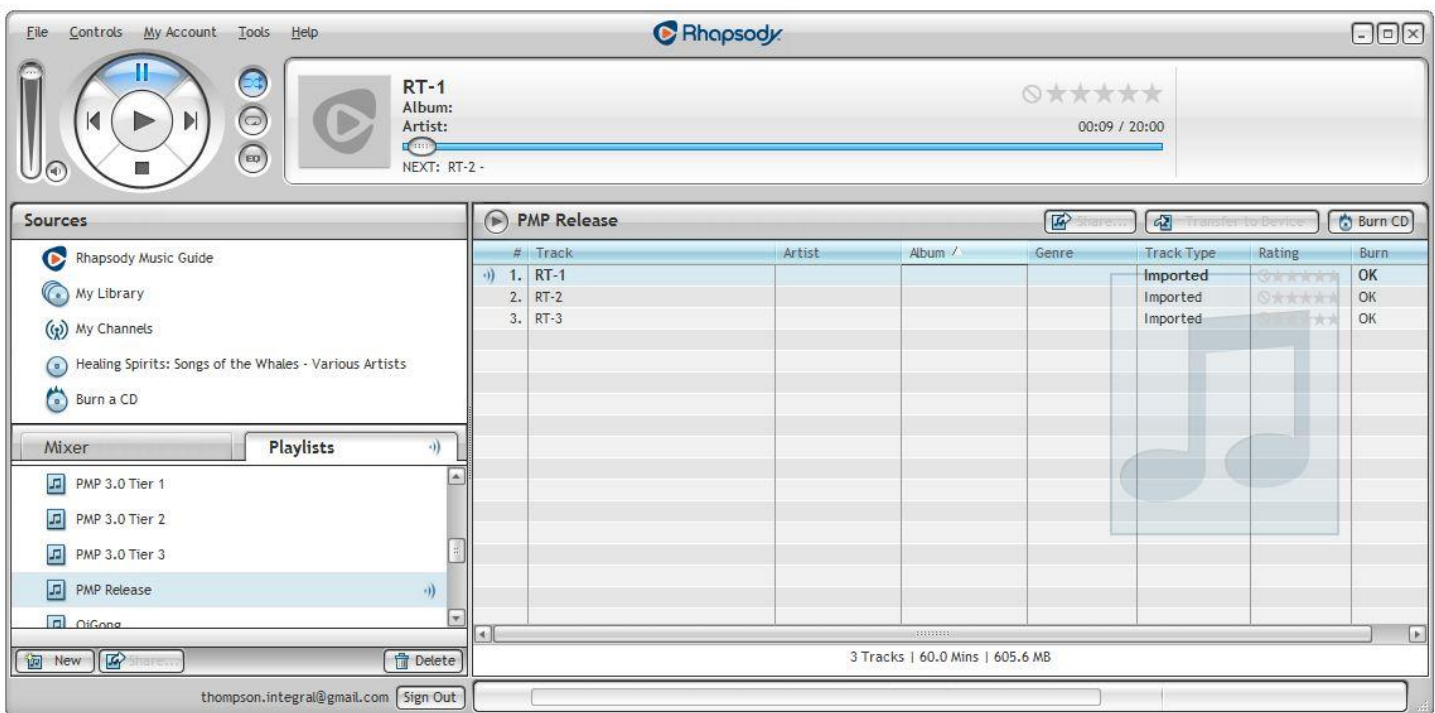 File Controls My Account Tools Help
Rhapsody
RT-1
Album:
Artist:
00:09 / 20:00
EQ
NEXT: RT-2 -
Sources
Rhapsody Music Guide
My Library
My Channels
Healing Spirits: Songs of the Whales - Various Artists
Burn a CD
Mixer Playlists
PMP 3.0 Tier 1
PMP 3.0 Tier 2
PMP 3.0 Tier 3
PMP Release
QiGong
New Share... Delete
thompson.integral@gmail.com Sign Out
PMP Release Share... Transfer to Device Burn CD
# Track Artist Album Genre Track Type Rating Burn
1. RT-1 Imported OK
2. RT-2 Imported OK
3. RT-3 Imported OK
3 Tracks | 60.0 Mins | 605.6 MB